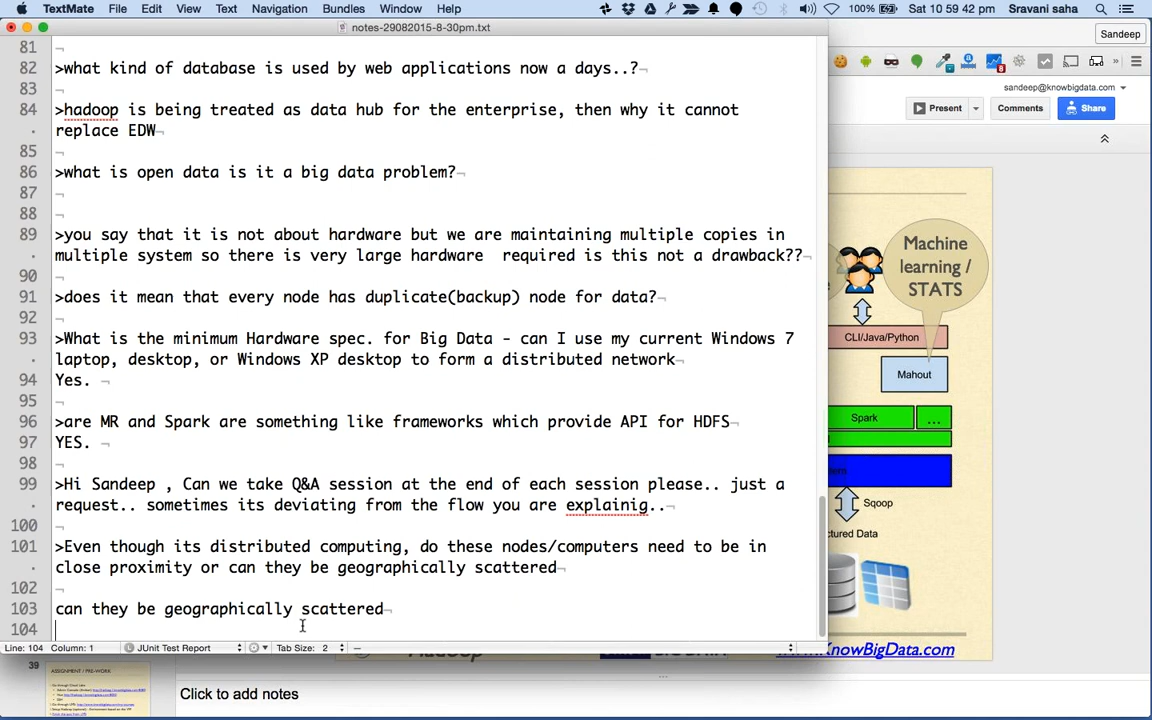 TextMate File Edit View Text Navigation Bundles Window Help 100% Sat 10 59 42 pm Sravani saha
notes-29082015-8-30pm.txt
Sandeep
sandeep@knowbigdata.com
Present Comments Share
81 ¬
82 >what kind of database is used by web applications now a days..?¬
83 ¬
84 >hadoop is being treated as data hub for the enterprise, then why it cannot
· replace EDW¬
85 ¬
86 >what is open data is it a big data problem?¬
87 ¬
88 ¬
89 >you say that it is not about hardware but we are maintaining multiple copies in
· multiple system so there is very large hardware  required is this not a drawback??¬
90 ¬
91 >does it mean that every node has duplicate(backup) node for data?¬
92 ¬
93 >What is the minimum Hardware spec. for Big Data - can I use my current Windows 7
· laptop, desktop, or Windows XP desktop to form a distributed network¬
94 Yes. ¬
95 ¬
96 >are MR and Spark are something like frameworks which provide API for HDFS¬
97 YES. ¬
98 ¬
99 >Hi Sandeep , Can we take Q&A session at the end of each session please.. just a
· request.. sometimes its deviating from the flow you are explainig..¬
100 ¬
101 >Even though its distributed computing, do these nodes/computers need to be in
· close proximity or can they be geographically scattered¬
102 ¬
103 can they be geographically scattered¬
104
Line: 104 Column: 1 JUnit Test Report Tab Size: 2 —
Machine
learning /
STATS
CLI/Java/Python
Mahout
Spark ...
Sqoop
ctured Data
Hadoop
www.KnowBigData.com
39
ASSIGNMENT / PRE-WORK
Click to add notes